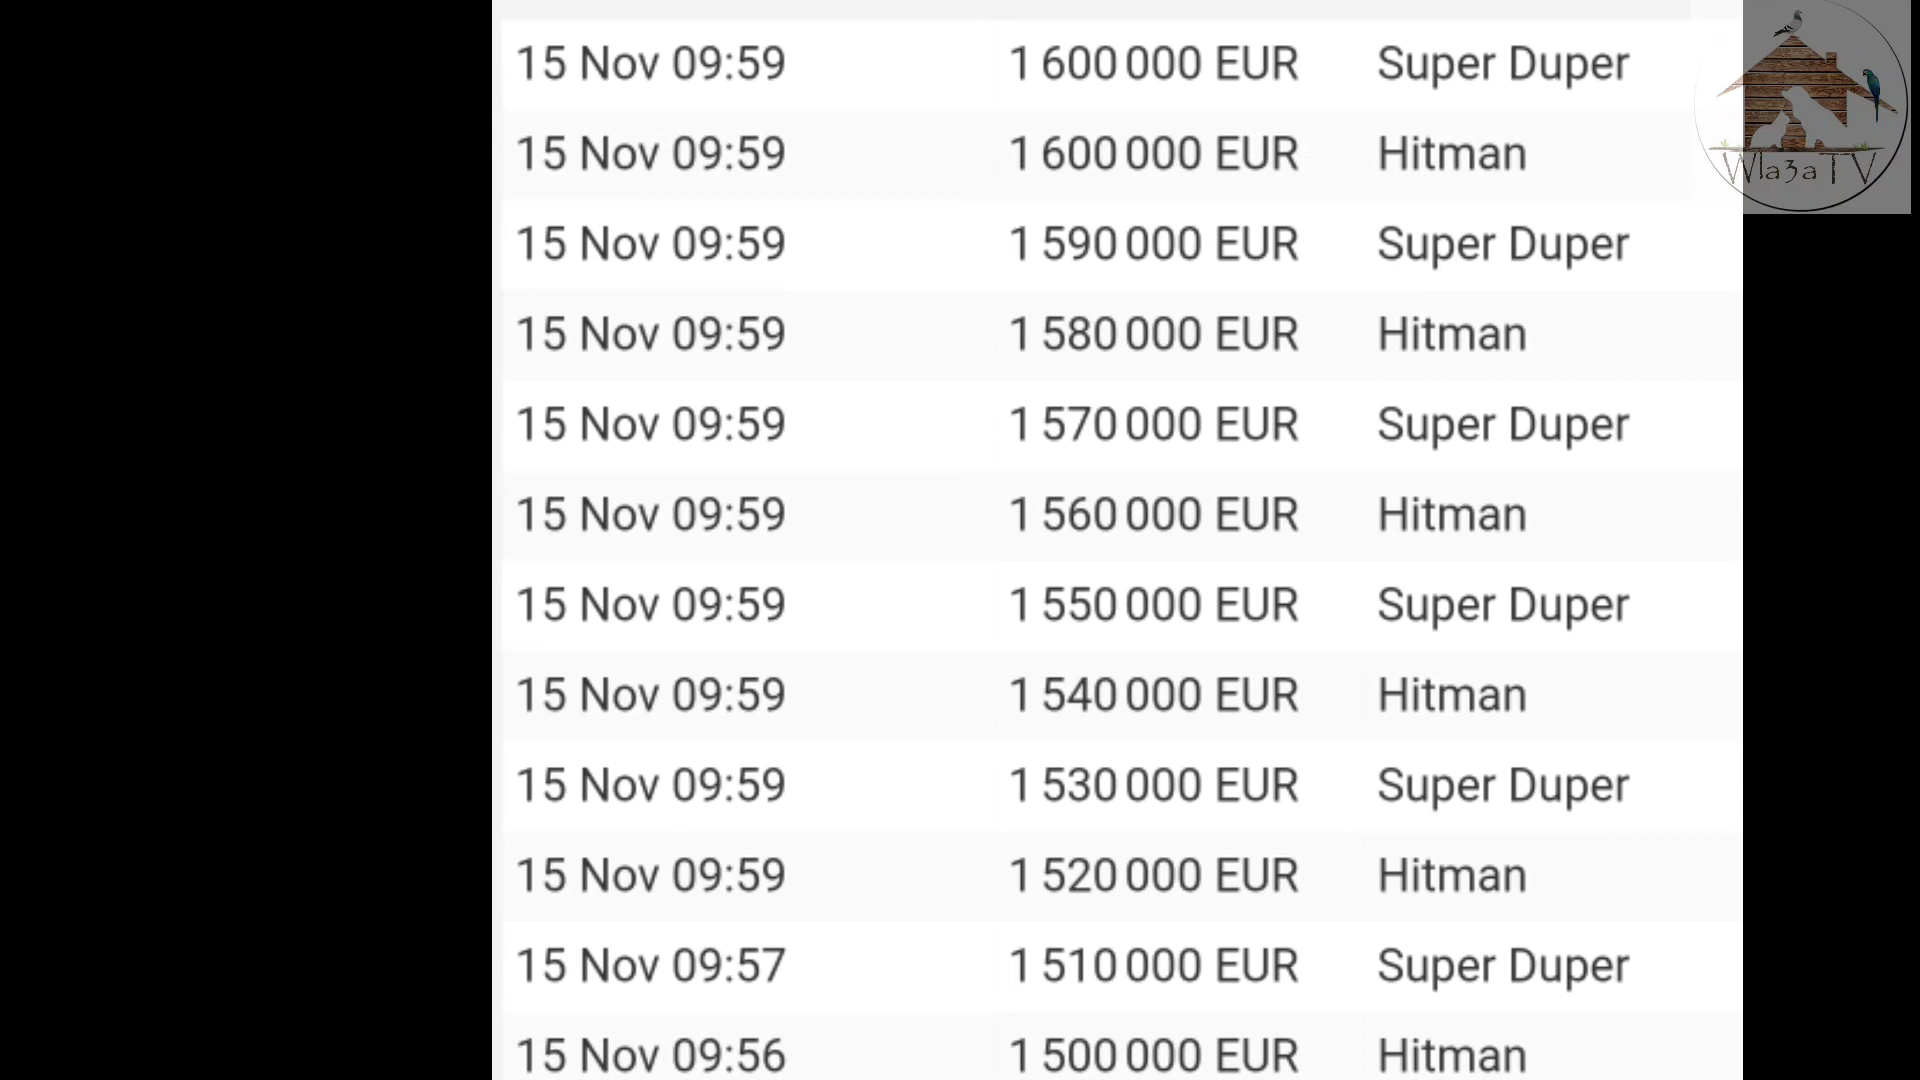 15 Nov 09:59 1 600 000 EUR Super Duper
15 Nov 09:59 1 600 000 EUR Hitman
15 Nov 09:59 1 590 000 EUR Super Duper
15 Nov 09:59 1 580 000 EUR Hitman
15 Nov 09:59 1 570 000 EUR Super Duper
15 Nov 09:59 1 560 000 EUR Hitman
15 Nov 09:59 1 550 000 EUR Super Duper
15 Nov 09:59 1 540 000 EUR Hitman
15 Nov 09:59 1 530 000 EUR Super Duper
15 Nov 09:59 1 520 000 EUR Hitman
15 Nov 09:57 1 510 000 EUR Super Duper
15 Nov 09:56 1 500 000 EUR Hitman
Wla3aTV